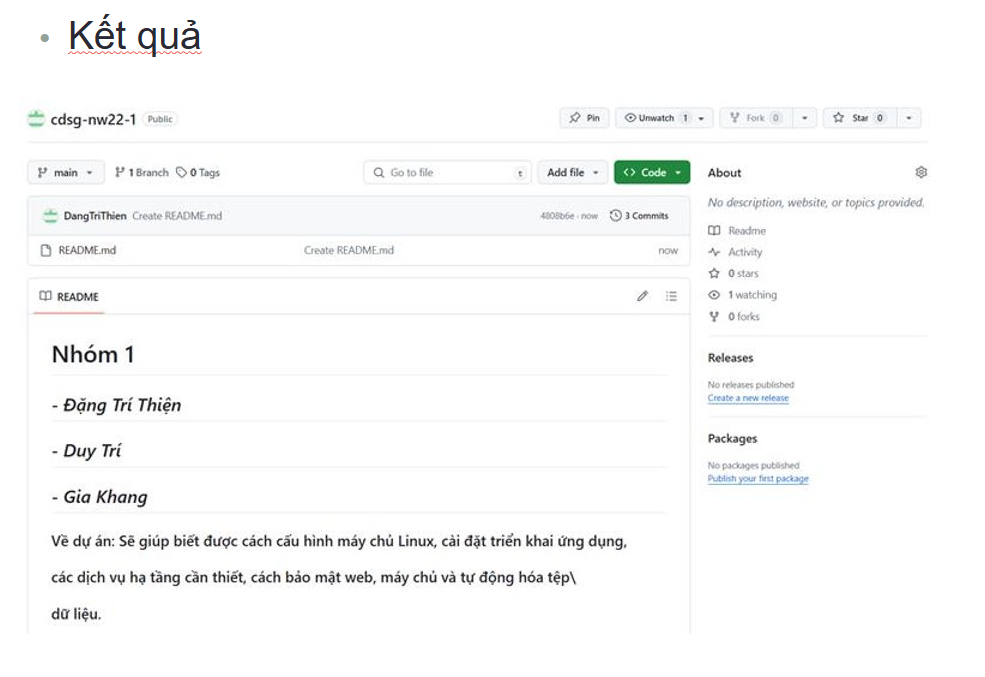 Kết quả
cdsg-nw22-1 Public
Pin Unwatch 1 Fork 0 Star 0
main 1 Branch 0 Tags Go to file t Add file Code
DangTriThien Create README.md 4808b6e · now 3 Commits
README.md Create README.md now
README
Nhóm 1
- Đặng Trí Thiện
- Duy Trí
- Gia Khang
Về dự án: Sẽ giúp biết được cách cấu hình máy chủ Linux, cài đặt triển khai ứng dụng,
các dịch vụ hạ tầng cần thiết, cách bảo mật web, máy chủ và tự động hóa tệp\
dữ liệu.
About
No description, website, or topics provided.
Readme
Activity
0 stars
1 watching
0 forks
Releases
No releases published
Create a new release
Packages
No packages published
Publish your first package